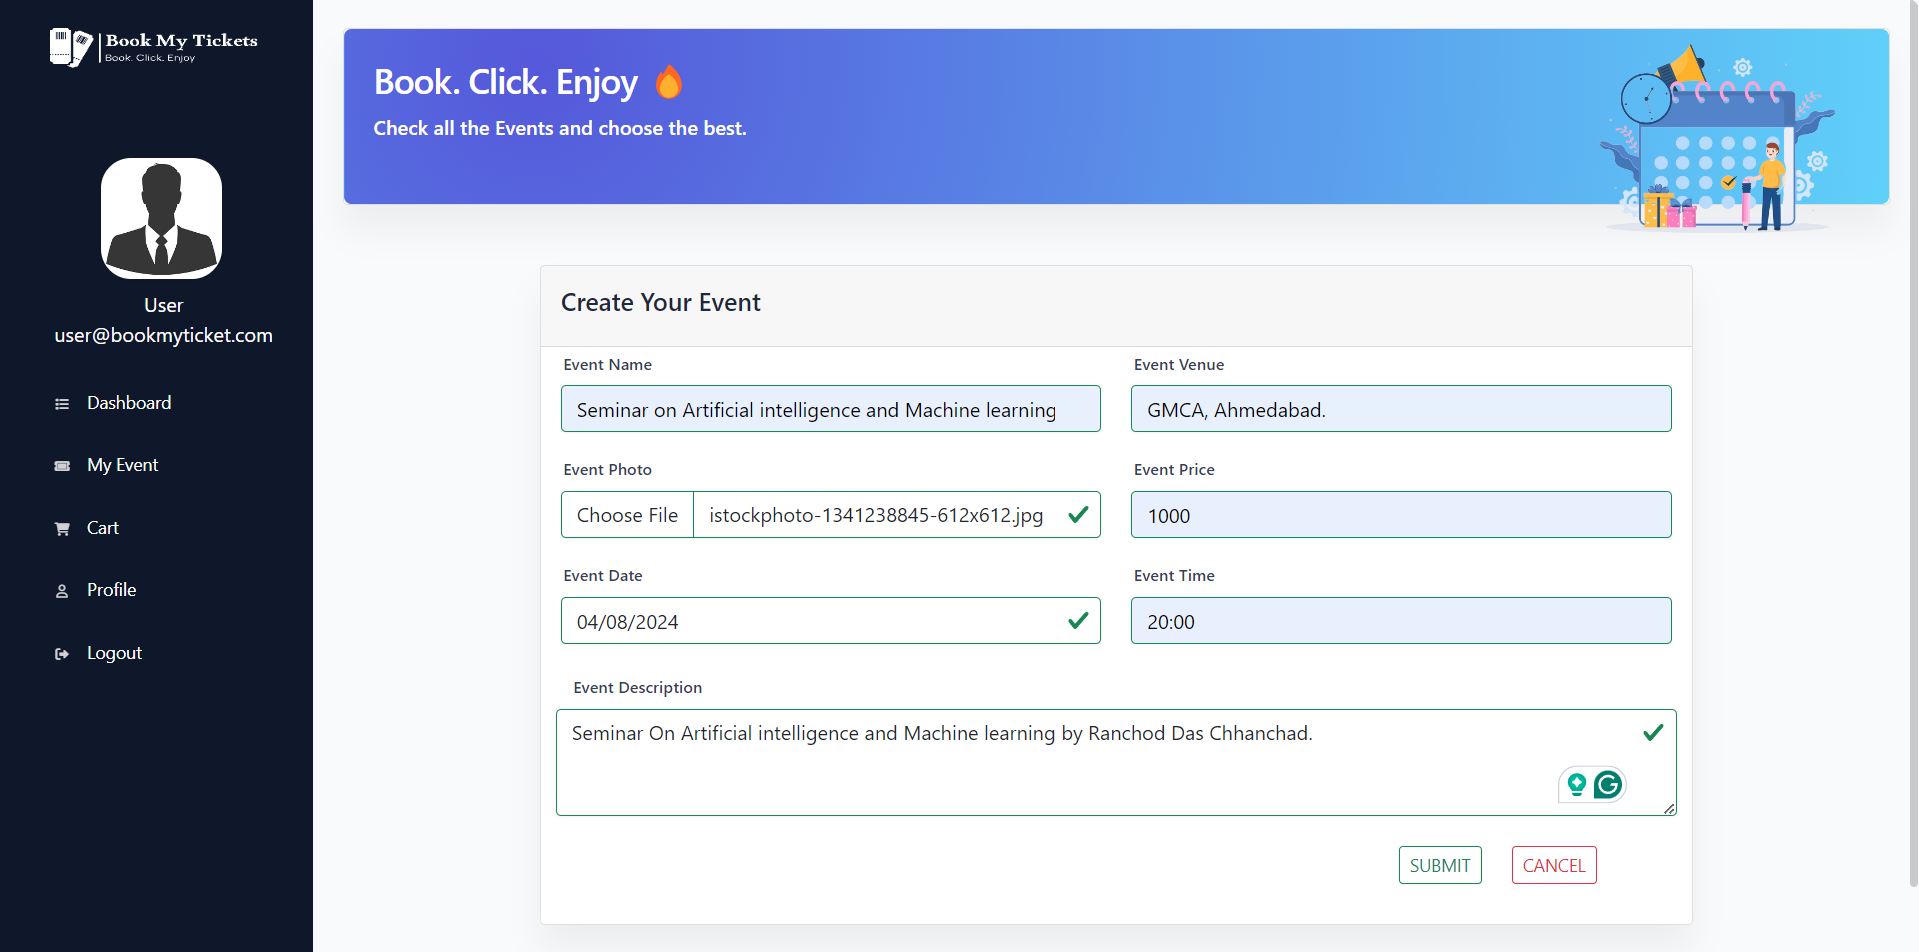 Book My Tickets
Book. Click. Enjoy
User
user@bookmyticket.com
Dashboard
My Event
Cart
Profile
Logout
Book. Click. Enjoy
Check all the Events and choose the best.
Create Your Event
Event Name
Event Venue
Seminar on Artificial intelligence and Machine learning
GMCA, Ahmedabad.
Event Photo
Event Price
Choose File istockphoto-1341238845-612x612.jpg
1000
Event Date
Event Time
04/08/2024
20:00
Event Description
Seminar On Artificial intelligence and Machine learning by Ranchod Das Chhanchad.
SUBMIT
CANCEL